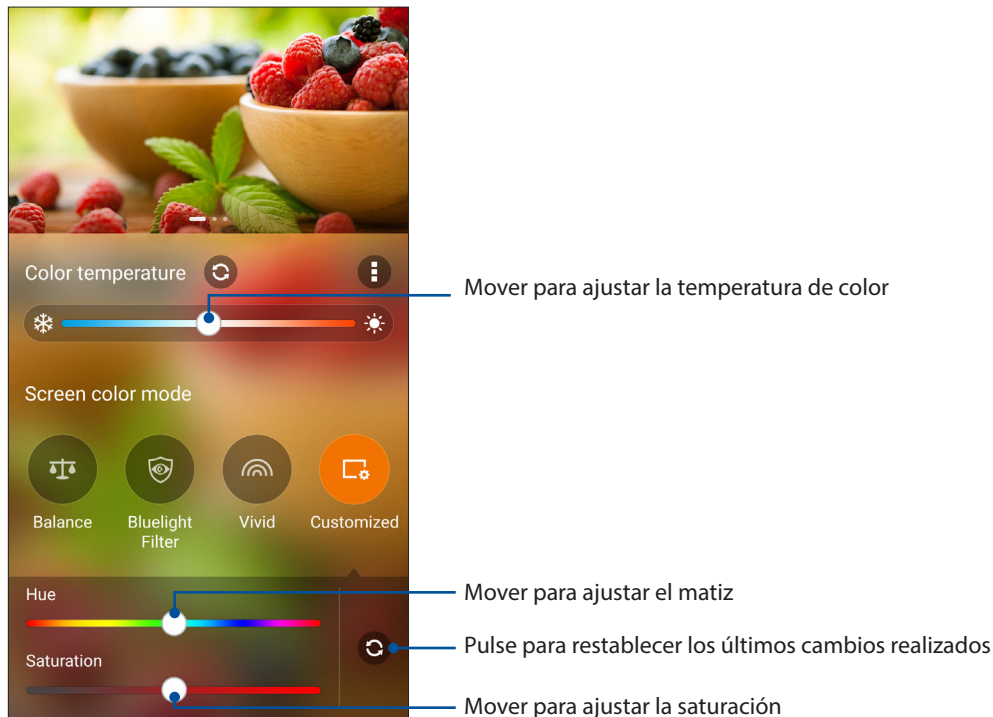 Color temperature
Mover para ajustar la temperatura de color
Screen color mode
Balance
Bluelight
Filter
Vivid
Customized
Hue
Mover para ajustar el matiz
Pulse para restablecer los últimos cambios realizados
Saturation
Mover para ajustar la saturación